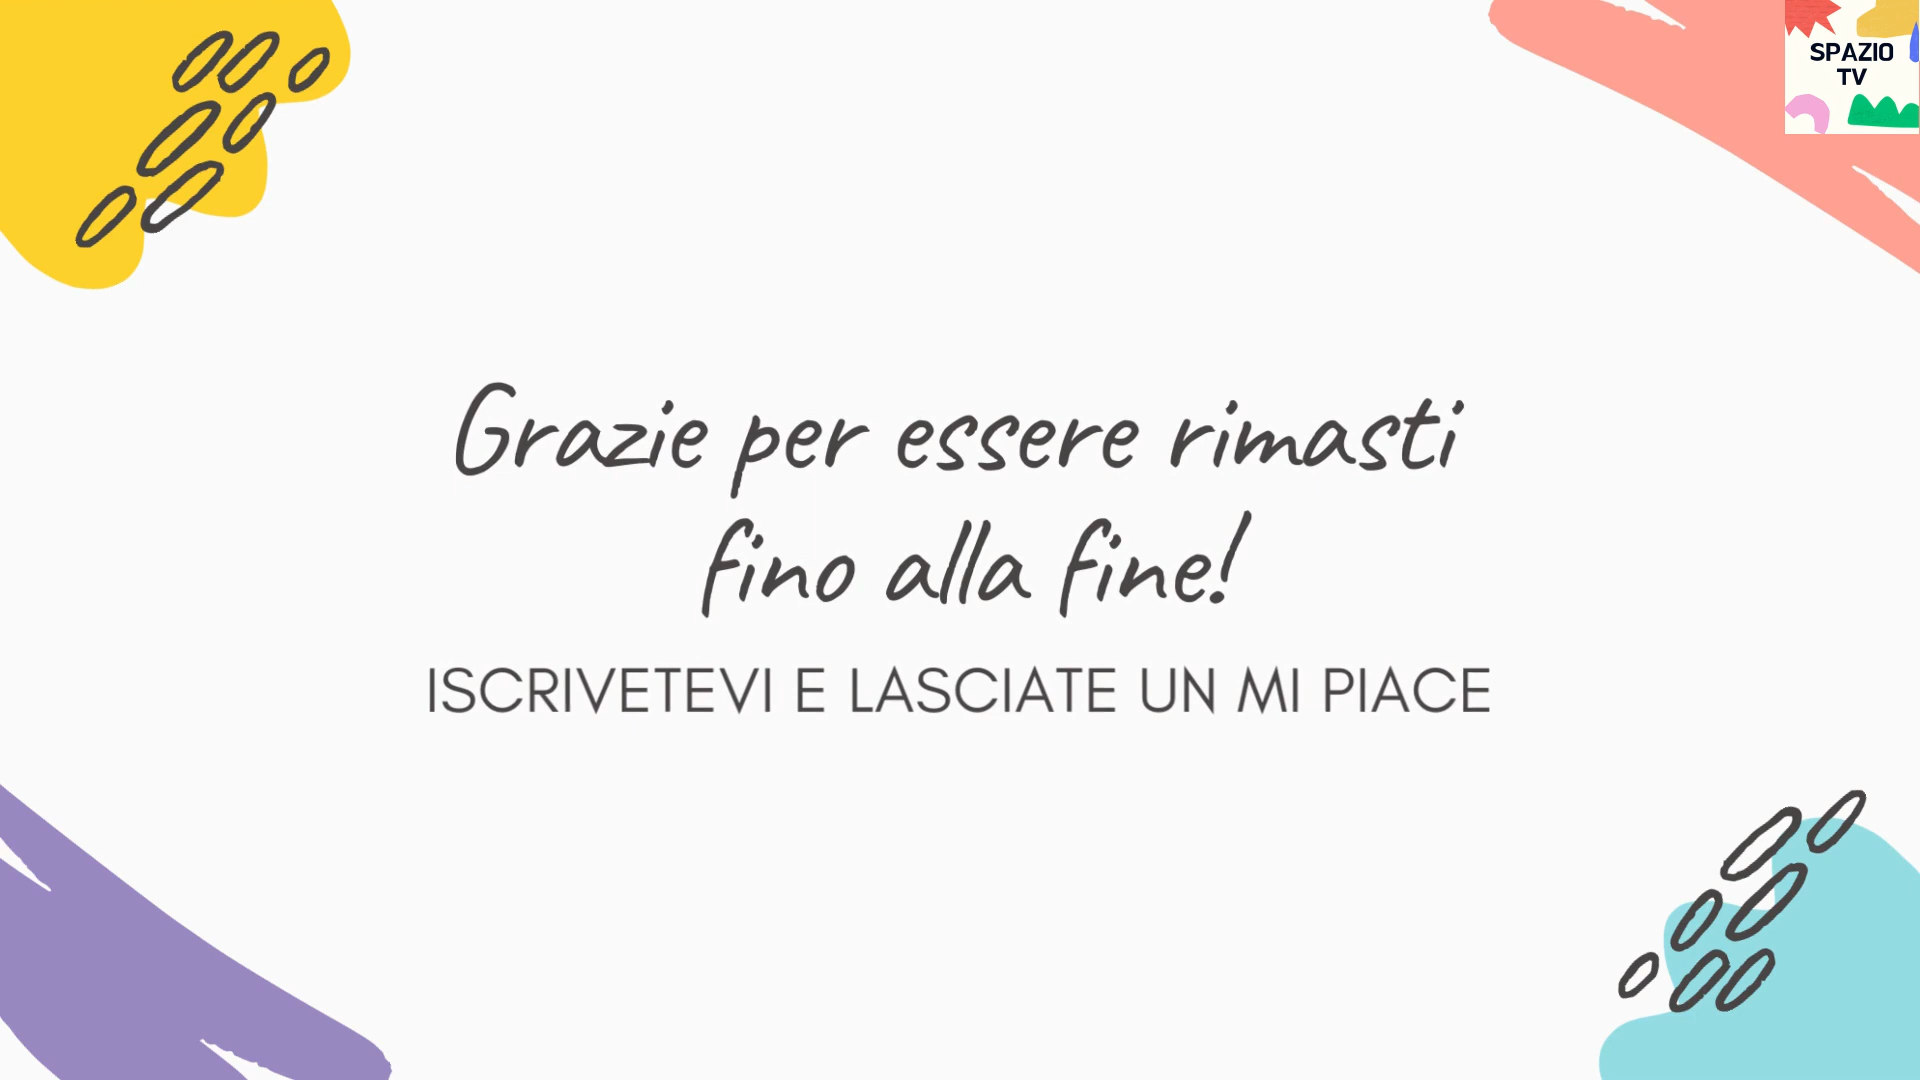 SPAZIO
TV
Grazie per essere rimasti
fino alla fine!
ISCRIVETEVI E LASCIATE UN MI PIACE